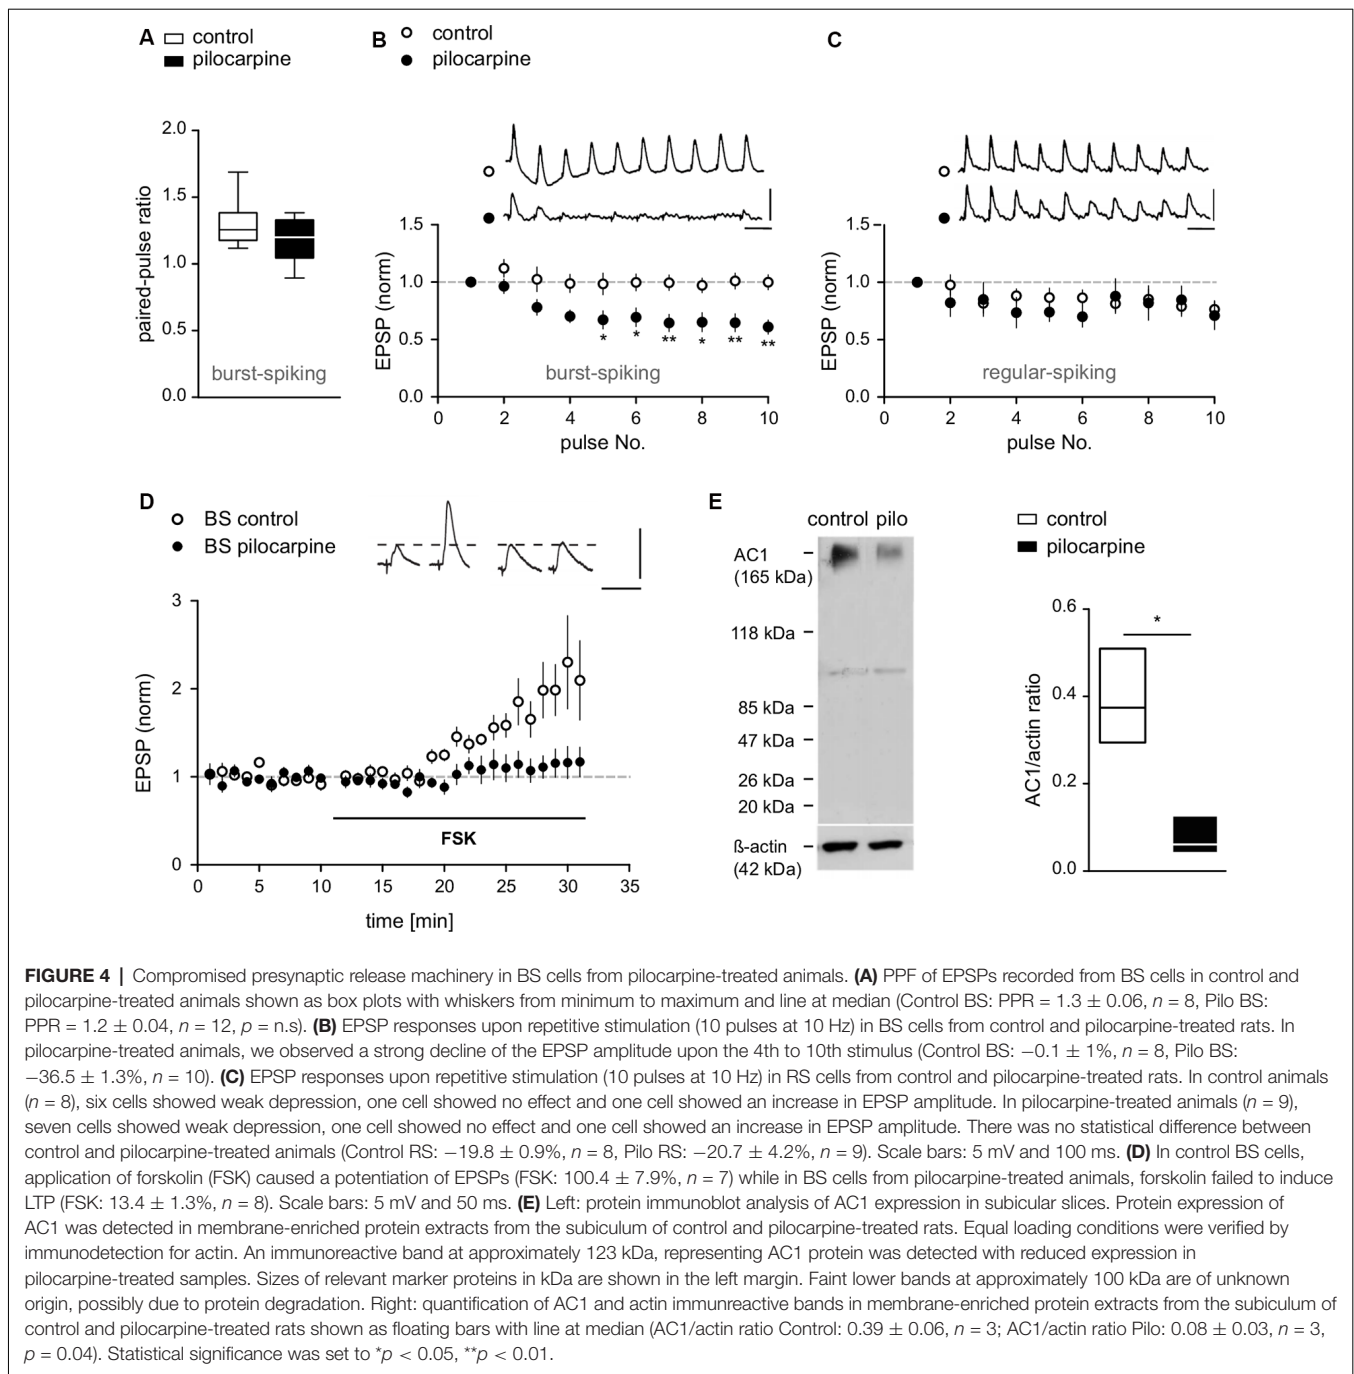 A
control
pilocarpine
paired-pulse ratio
2.0
1.5
1.0
0.5
0.0
burst-spiking
B
control
pilocarpine
EPSP (norm)
1.5
1.0
0.5
0.0
* * ** * ** **
burst-spiking
0 2 4 6 8 10
pulse No.
C
EPSP (norm)
1.5
1.0
0.5
0.0
regular-spiking
0 2 4 6 8 10
pulse No.
D
BS control
BS pilocarpine
EPSP (norm)
3
2
1
0
FSK
0 5 10 15 20 25 30 35
time [min]
E
control pilo
AC1
(165 kDa)
118 kDa
85 kDa
47 kDa
26 kDa
20 kDa
ß-actin
(42 kDa)
control
pilocarpine
AC1/actin ratio
0.6
0.4
0.2
0.0
*
FIGURE 4 | Compromised presynaptic release machinery in BS cells from pilocarpine-treated animals. (A) PPF of EPSPs recorded from BS cells in control and
pilocarpine-treated animals shown as box plots with whiskers from minimum to maximum and line at median (Control BS: PPR = 1.3 ± 0.06, n = 8, Pilo BS:
PPR = 1.2 ± 0.04, n = 12, p = n.s). (B) EPSP responses upon repetitive stimulation (10 pulses at 10 Hz) in BS cells from control and pilocarpine-treated rats. In
pilocarpine-treated animals, we observed a strong decline of the EPSP amplitude upon the 4th to 10th stimulus (Control BS: −0.1 ± 1%, n = 8, Pilo BS:
−36.5 ± 1.3%, n = 10). (C) EPSP responses upon repetitive stimulation (10 pulses at 10 Hz) in RS cells from control and pilocarpine-treated rats. In control animals
(n = 8), six cells showed weak depression, one cell showed no effect and one cell showed an increase in EPSP amplitude. In pilocarpine-treated animals (n = 9),
seven cells showed weak depression, one cell showed no effect and one cell showed an increase in EPSP amplitude. There was no statistical difference between
control and pilocarpine-treated animals (Control RS: −19.8 ± 0.9%, n = 8, Pilo RS: −20.7 ± 4.2%, n = 9). Scale bars: 5 mV and 100 ms. (D) In control BS cells,
application of forskolin (FSK) caused a potentiation of EPSPs (FSK: 100.4 ± 7.9%, n = 7) while in BS cells from pilocarpine-treated animals, forskolin failed to induce
LTP (FSK: 13.4 ± 1.3%, n = 8). Scale bars: 5 mV and 50 ms. (E) Left: protein immunoblot analysis of AC1 expression in subicular slices. Protein expression of
AC1 was detected in membrane-enriched protein extracts from the subiculum of control and pilocarpine-treated rats. Equal loading conditions were verified by
immunodetection for actin. An immunoreactive band at approximately 123 kDa, representing AC1 protein was detected with reduced expression in
pilocarpine-treated samples. Sizes of relevant marker proteins in kDa are shown in the left margin. Faint lower bands at approximately 100 kDa are of unknown
origin, possibly due to protein degradation. Right: quantification of AC1 and actin immunreactive bands in membrane-enriched protein extracts from the subiculum of
control and pilocarpine-treated rats shown as floating bars with line at median (AC1/actin ratio Control: 0.39 ± 0.06, n = 3; AC1/actin ratio Pilo: 0.08 ± 0.03, n = 3,
p = 0.04). Statistical significance was set to *p < 0.05, **p < 0.01.